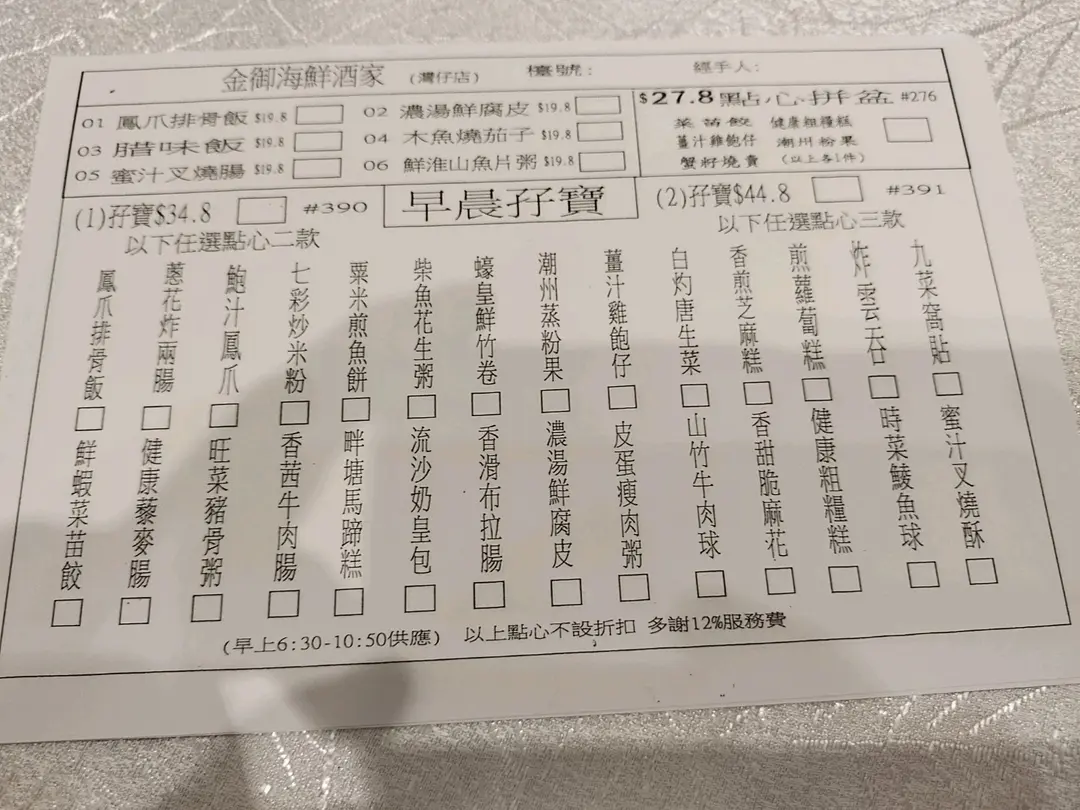 金御海鮮酒家 (灣仔店) 檯號: 經手人:
01 鳳爪排骨飯 $19.8
02 濃湯鮮腐皮 $19.8
03 腊味飯 $19.8
04 木魚燒茄子 $19.8
05 蜜汁叉燒腸 $19.8
06 鮮淮山魚片粥 $19.8
$27.8 點心拼盆 #276
菜苗餃 健康粗糧糕
薑汁雞飽仔 潮州粉果
蟹籽燒賣 (以上各1件)
(1)孖寶$34.8 #390
以下任選點心二款
早晨孖寶
(2)孖寶$44.8 #391
以下任選點心三款
鳳爪排骨飯
蔥花炸兩腸
鮑汁鳳爪
七彩炒米粉
粟米煎魚餅
柴魚花生粥
蠔皇鮮竹卷
潮州蒸粉果
薑汁雞飽仔
白灼唐生菜
香煎芝麻糕
煎蘿蔔糕
炸雲吞
九菜窩貼
鮮蝦菜苗餃
健康藜麥腸
旺菜豬骨粥
香茜牛肉腸
畔塘馬蹄糕
流沙奶皇包
香滑布拉腸
濃湯鮮腐皮
皮蛋瘦肉粥
山竹牛肉球
香甜脆麻花
健康粗糧糕
時菜鯪魚球
蜜汁叉燒酥
(早上6:30-10:50供應) 以上點心不設折扣 多謝12%服務費